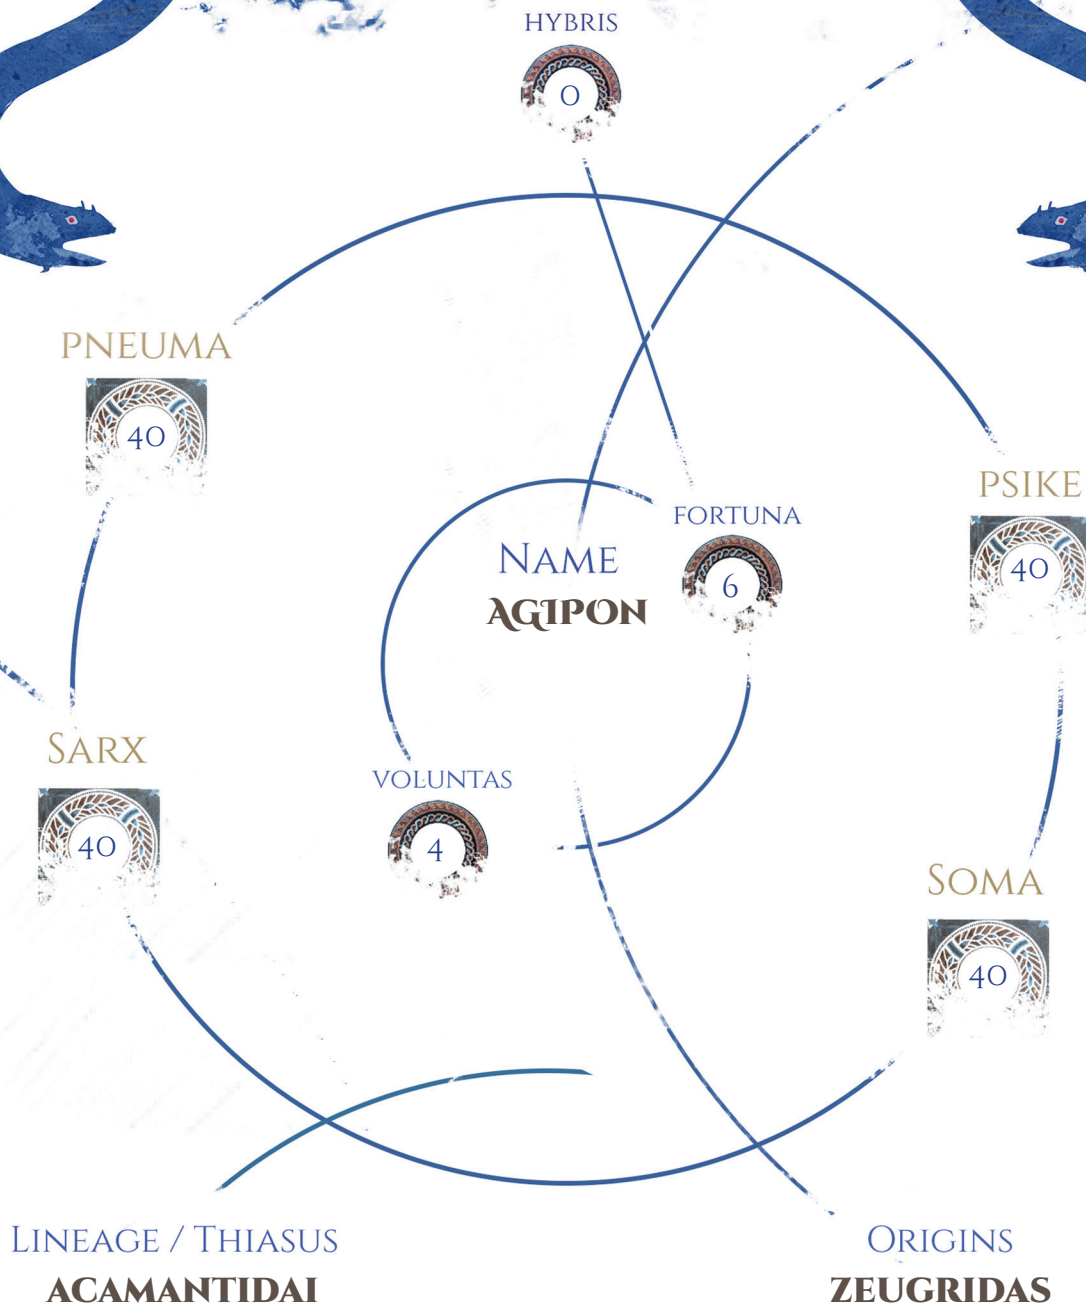 HYBRIS
0
PNEUMA
40
PSIKE
40
FORTUNA
6
NAME
AGIPON
SARX
40
VOLUNTAS
4
SOMA
40
LINEAGE / THIASUS
ACAMANTIDAI
ORIGINS
ZEUGRIDAS